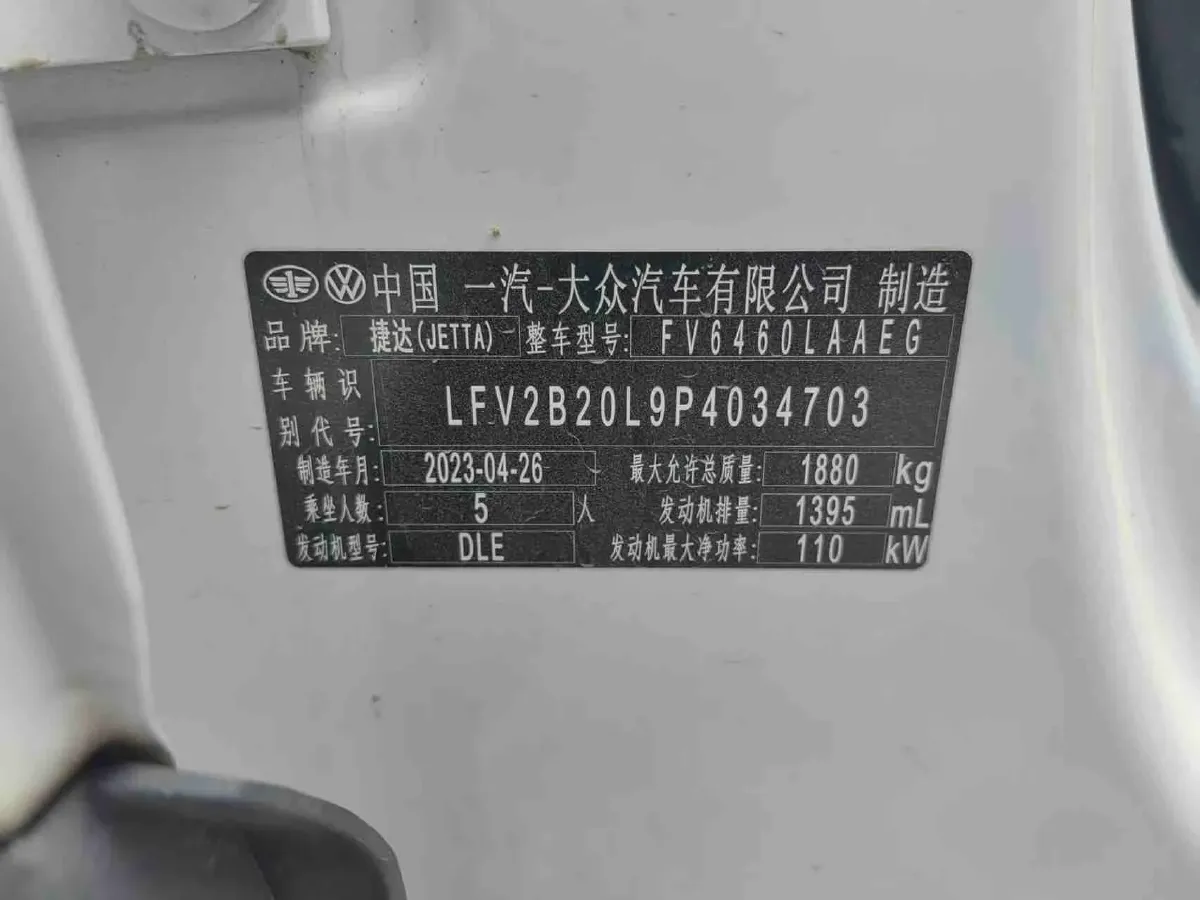 中国 一汽-大众汽车有限公司 制造
品牌: 捷达(JETTA) 整车型号: FV6460LAAEG
车辆识别代号: LFV2B20L9P4034703
制造年月: 2023-04-26 最大允许总质量: 1880 kg
乘坐人数: 5 人 发动机排量: 1395 mL
发动机型号: DLE 发动机最大净功率: 110 kW